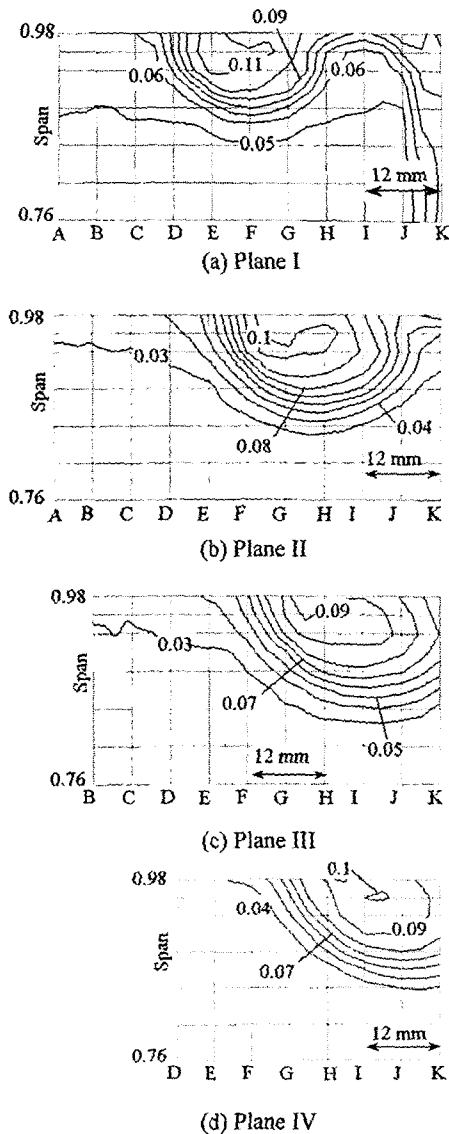 0.09
0.98
0.06
0.11
0.06
0.05
Span
12 mm
0.76
A B C D E F G H I J K
(a) Plane I
0.98
0.1
0.03
Span
0.08
0.04
12 mm
0.76
A B C D E F G H I J K
(b) Plane II
0.98
0.09
0.03
Span
0.07
0.05
12 mm
0.76
B C D E F G H I J K
(c) Plane III
0.1
0.98
0.04
0.09
Span
0.07
12 mm
0.76
D E F G H I J K
(d) Plane IV